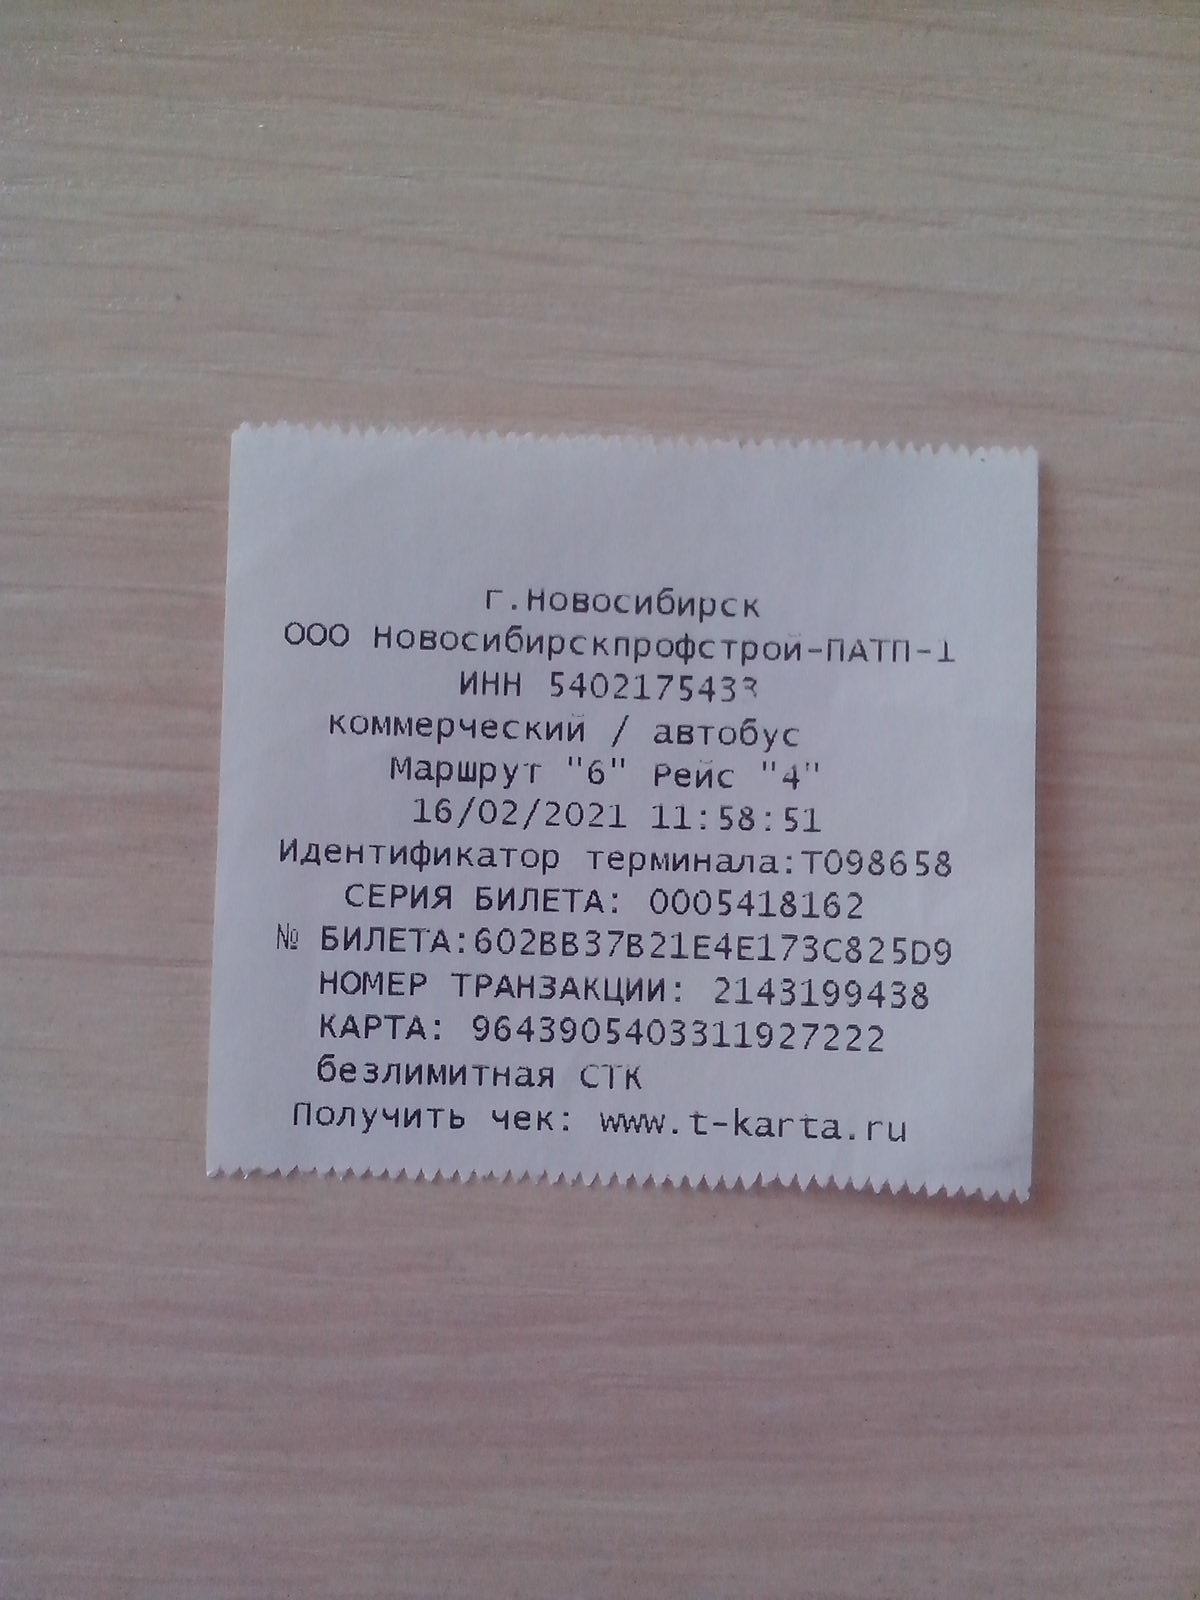 г.Новосибирск
ООО Новосибирскпрофстрой-ПАТП-1
ИНН 5402175433
коммерческий / автобус
Маршрут "6" Рейс "4"
16/02/2021 11:58:51
Идентификатор терминала:T098658
СЕРИЯ БИЛЕТА: 0005418162
№ БИЛЕТА:602BB37B21E4E173C825D9
НОМЕР ТРАНЗАКЦИИ: 2143199438
КАРТА: 9643905403311927222
безлимитная СТК
Получить чек: www.t-karta.ru